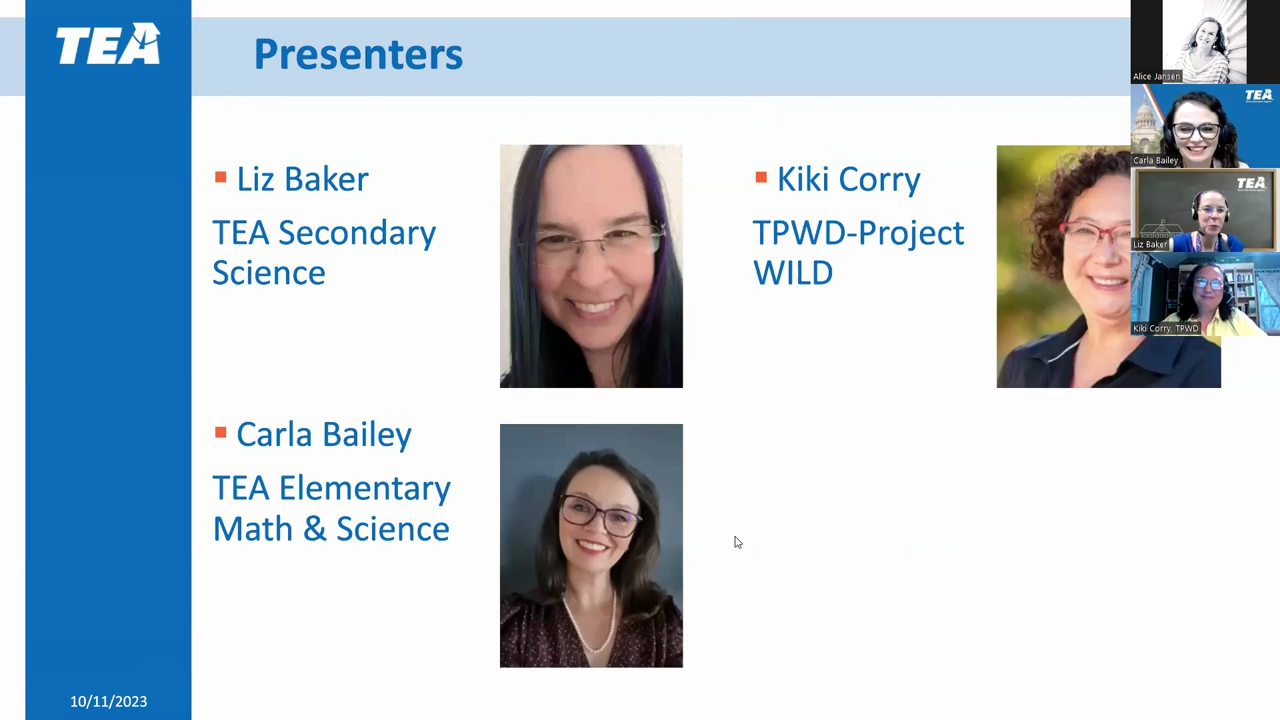 TEA
Presenters
▪ Liz Baker
TEA Secondary
Science
▪ Kiki Corry
TPWD-Project
WILD
▪ Carla Bailey
TEA Elementary
Math & Science
10/11/2023
Alice Jansen
TEA
Carla Bailey
TEA
Liz Baker
Kiki Corry, TPWD